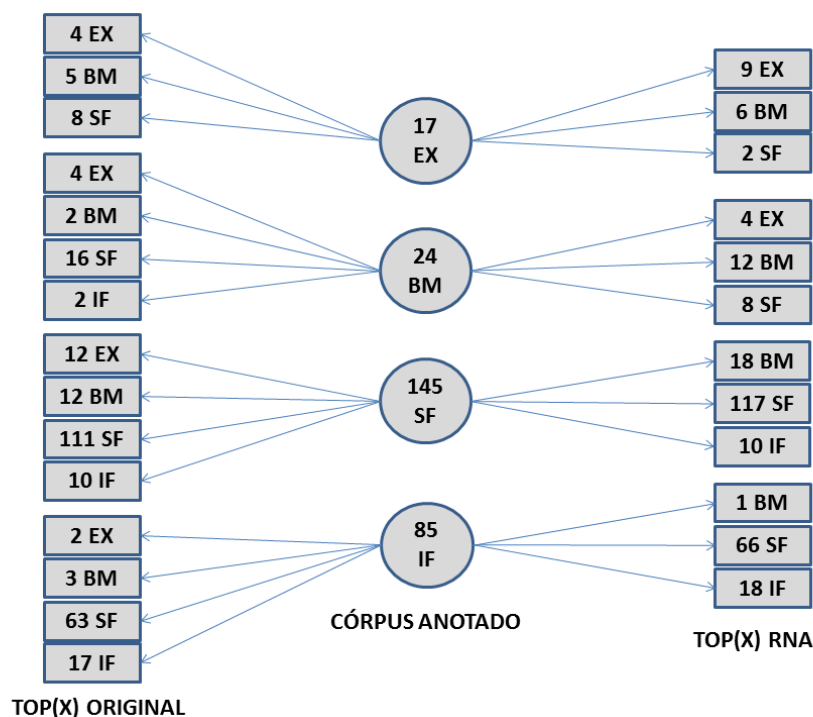 4 EX
5 BM
8 SF
4 EX
2 BM
16 SF
2 IF
12 EX
12 BM
111 SF
10 IF
2 EX
3 BM
63 SF
17 IF
TOP(X) ORIGINAL
17
EX
24
BM
145
SF
85
IF
CÓRPUS ANOTADO
9 EX
6 BM
2 SF
4 EX
12 BM
8 SF
18 BM
117 SF
10 IF
1 BM
66 SF
18 IF
TOP(X) RNA